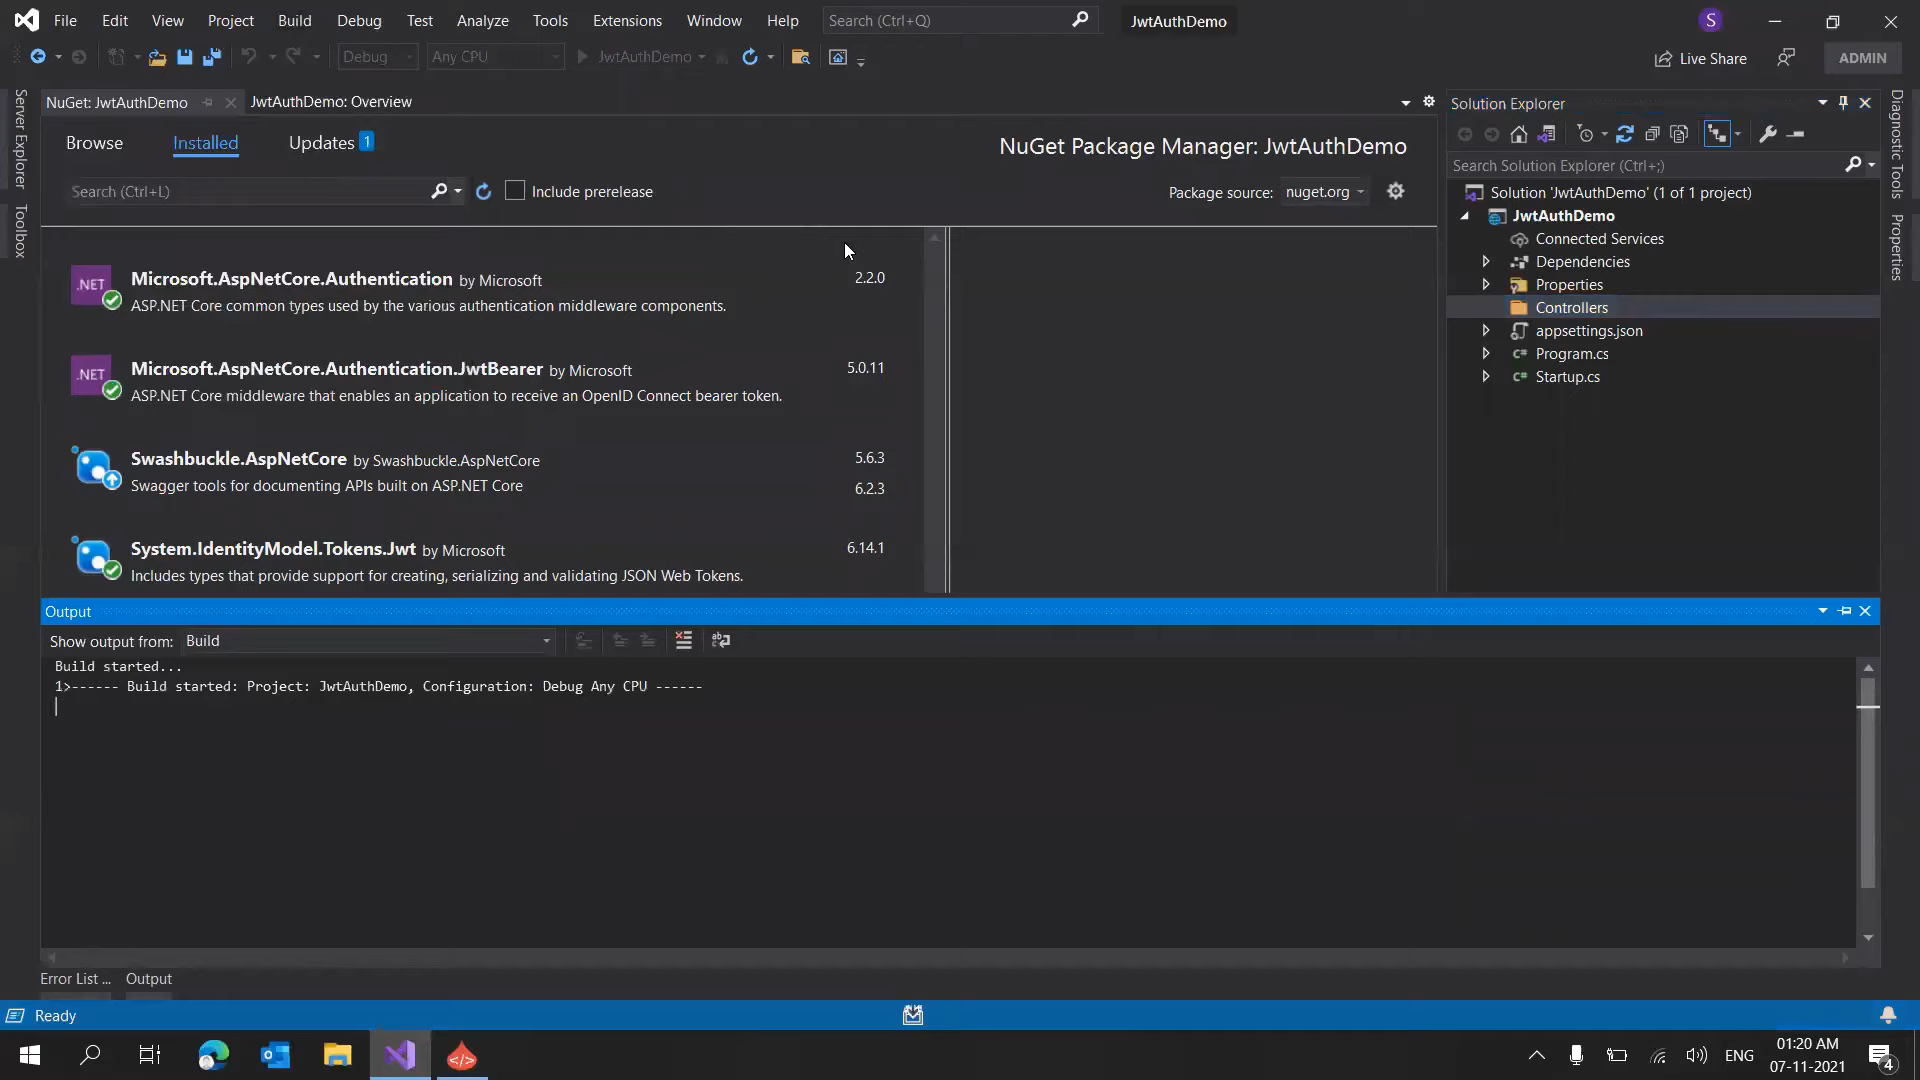 File Edit View Project Build Debug Test Analyze Tools Extensions Window Help Search (Ctrl+Q) JwtAuthDemo S
Debug Any CPU JwtAuthDemo Live Share ADMIN
Server Explorer
Toolbox
NuGet: JwtAuthDemo JwtAuthDemo: Overview
Browse Installed Updates 1 NuGet Package Manager: JwtAuthDemo
Search (Ctrl+L) Include prerelease Package source: nuget.org
.NET Microsoft.AspNetCore.Authentication by Microsoft 2.2.0
ASP.NET Core common types used by the various authentication middleware components.
.NET Microsoft.AspNetCore.Authentication.JwtBearer by Microsoft 5.0.11
ASP.NET Core middleware that enables an application to receive an OpenID Connect bearer token.
Swashbuckle.AspNetCore by Swashbuckle.AspNetCore 5.6.3
Swagger tools for documenting APIs built on ASP.NET Core 6.2.3
System.IdentityModel.Tokens.Jwt by Microsoft 6.14.1
Includes types that provide support for creating, serializing and validating JSON Web Tokens.
Solution Explorer
Search Solution Explorer (Ctrl+;)
Solution 'JwtAuthDemo' (1 of 1 project)
JwtAuthDemo
Connected Services
Dependencies
Properties
Controllers
appsettings.json
C# Program.cs
C# Startup.cs
Diagnostic Tools
Properties
Output
Show output from: Build
Build started...
1>------ Build started: Project: JwtAuthDemo, Configuration: Debug Any CPU ------
Error List ... Output
Ready
ENG 01:20 AM
07-11-2021 4